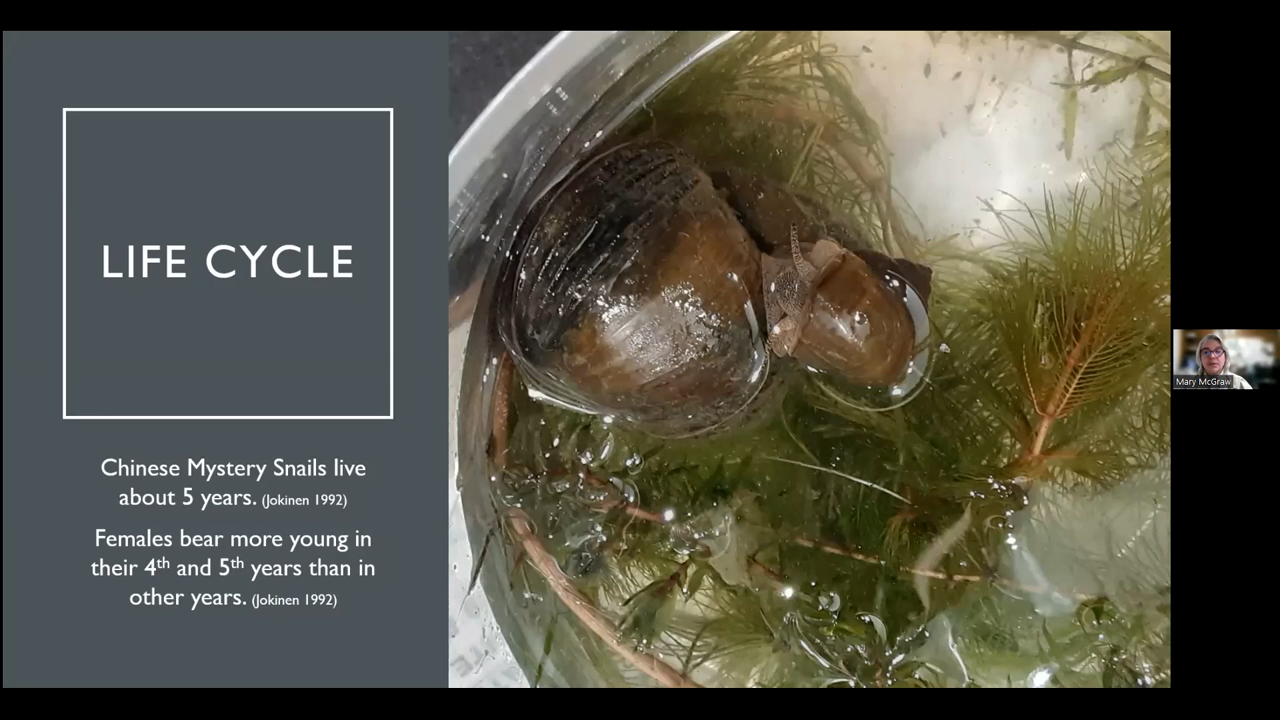 LIFE CYCLE
Chinese Mystery Snails live
about 5 years. (Jokinen 1992)
Females bear more young in
their 4th and 5th years than in
other years. (Jokinen 1992)
Mary McGraw